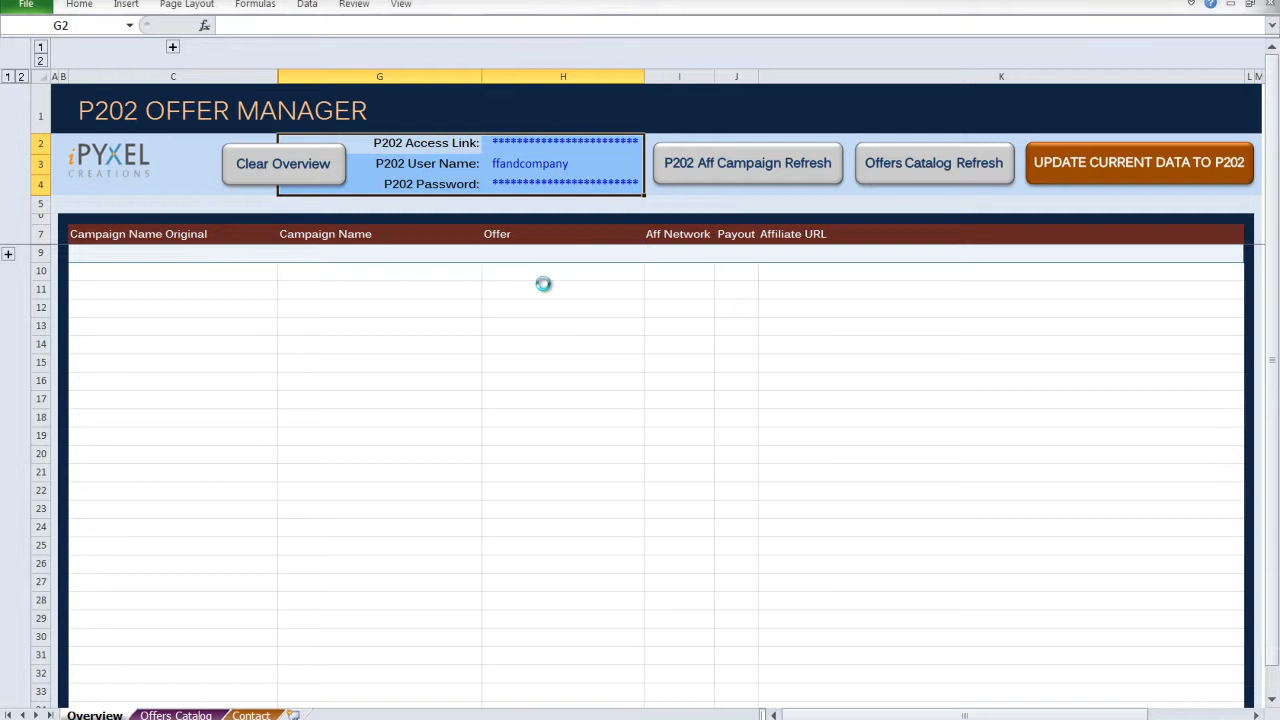 File Home Insert Page Layout Formulas Data Review View
G2 fx
1
2
1 2 A B C G H I J K L M
1 P202 OFFER MANAGER
2 P202 Access Link: ************************
iPYXEL CREATIONS
Clear Overview
3 P202 User Name: ffandcompany
P202 Aff Campaign Refresh Offers Catalog Refresh UPDATE CURRENT DATA TO P202
4 P202 Password: ************************
5
6
7 Campaign Name Original Campaign Name Offer Aff Network Payout Affiliate URL
9
10
11
12
13
14
15
16
17
18
19
20
21
22
23
24
25
26
27
28
29
30
31
32
33
34
Overview Offers Catalog Contact